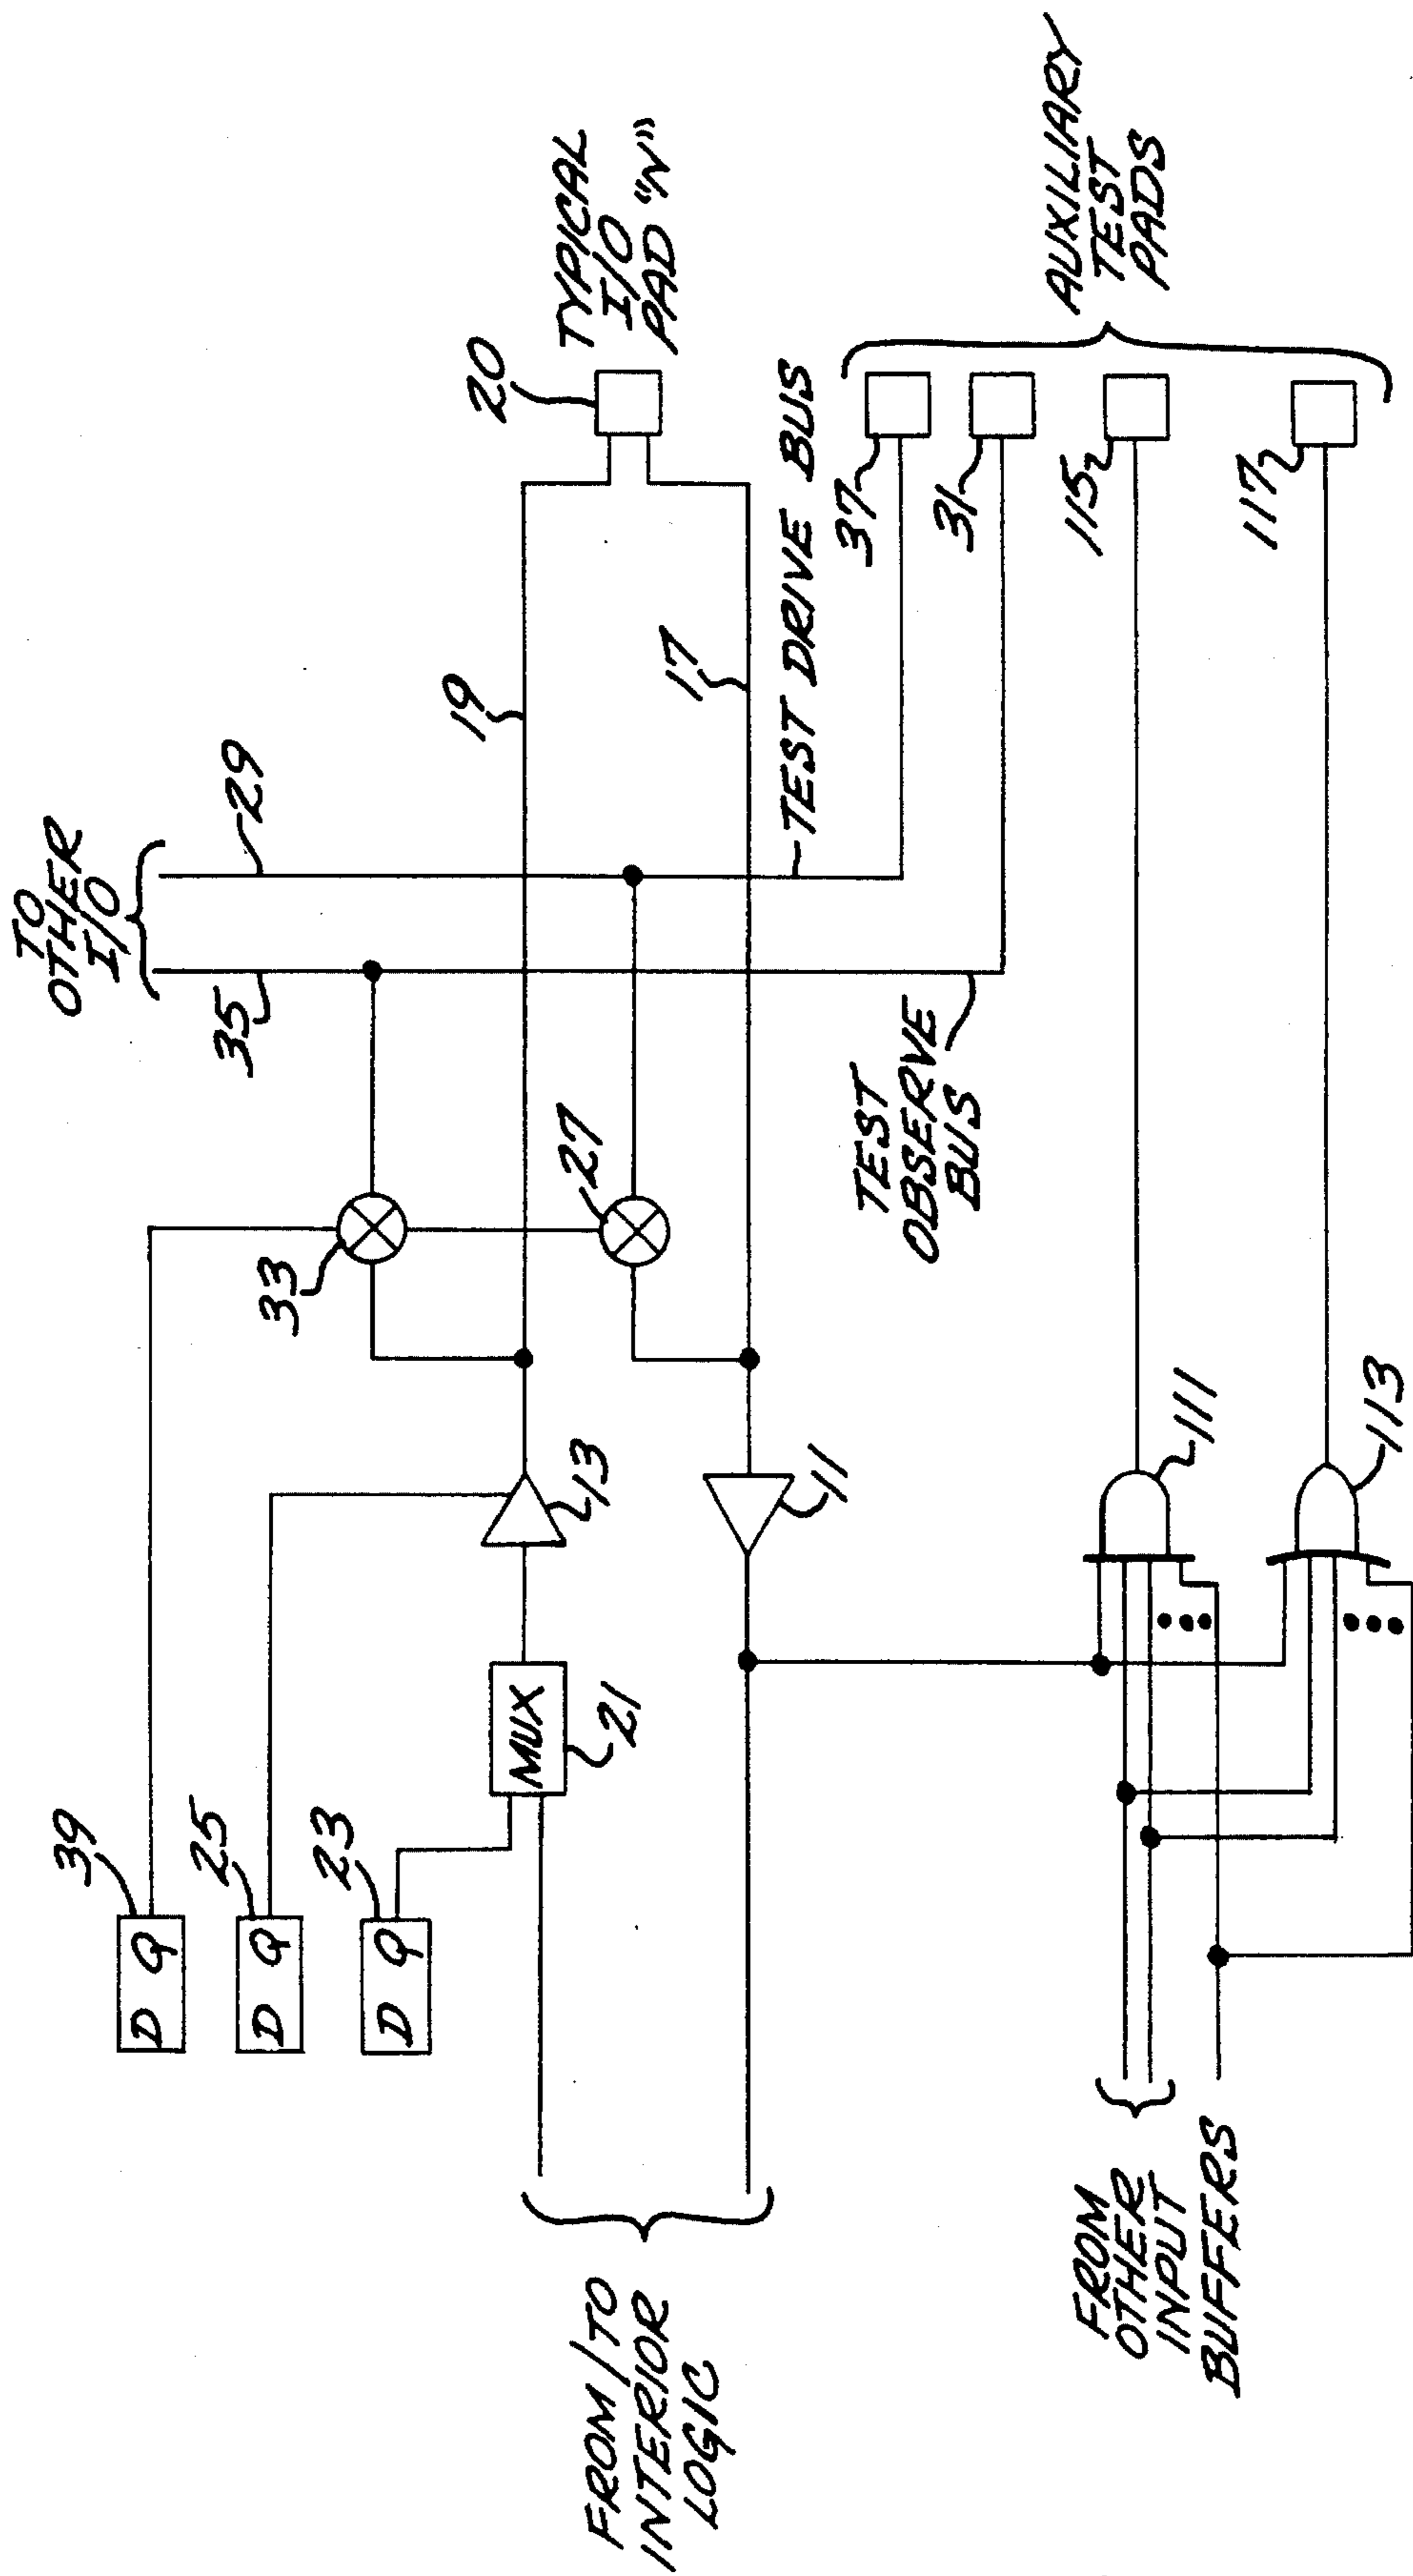 TO
OTHER
I/O
35
29
39
D Q
25
D Q
23
D Q
33
27
19
17
20
TYPICAL
I/O
PAD "N"
MUX
21
13
11
FROM/TO
INTERIOR
LOGIC
TEST DRIVE BUS
TEST
OBSERVE
BUS
37
31
115
117
AUXILIARY
TEST
PADS
111
113
FROM
OTHER
INPUT
BUFFERS